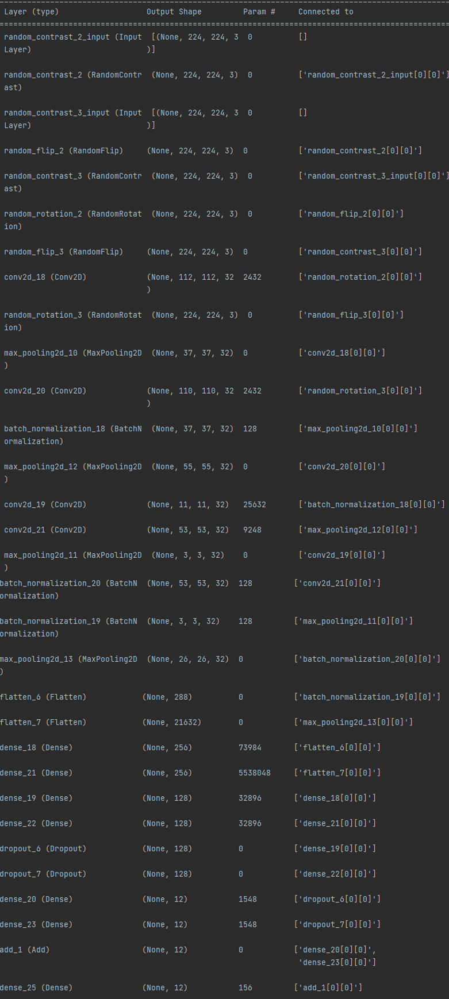 Layer (type) Output Shape Param # Connected to
random_contrast_2_input (Input [(None, 224, 224, 3 0 []
Layer) )]
random_contrast_2 (RandomContr (None, 224, 224, 3) 0 ['random_contrast_2_input[0][0]']
ast)
random_contrast_3_input (Input [(None, 224, 224, 3 0 []
Layer) )]
random_flip_2 (RandomFlip) (None, 224, 224, 3) 0 ['random_contrast_2[0][0]']
random_contrast_3 (RandomContr (None, 224, 224, 3) 0 ['random_contrast_3_input[0][0]']
ast)
random_rotation_2 (RandomRotat (None, 224, 224, 3) 0 ['random_flip_2[0][0]']
ion)
random_flip_3 (RandomFlip) (None, 224, 224, 3) 0 ['random_contrast_3[0][0]']
conv2d_18 (Conv2D) (None, 112, 112, 32 2432 ['random_rotation_2[0][0]']
)
random_rotation_3 (RandomRotat (None, 224, 224, 3) 0 ['random_flip_3[0][0]']
ion)
max_pooling2d_10 (MaxPooling2D (None, 37, 37, 32) 0 ['conv2d_18[0][0]']
)
conv2d_20 (Conv2D) (None, 110, 110, 32 2432 ['random_rotation_3[0][0]']
)
batch_normalization_18 (BatchN (None, 37, 37, 32) 128 ['max_pooling2d_10[0][0]']
ormalization)
max_pooling2d_12 (MaxPooling2D (None, 55, 55, 32) 0 ['conv2d_20[0][0]']
)
conv2d_19 (Conv2D) (None, 11, 11, 32) 25632 ['batch_normalization_18[0][0]']
conv2d_21 (Conv2D) (None, 53, 53, 32) 9248 ['max_pooling2d_12[0][0]']
max_pooling2d_11 (MaxPooling2D (None, 3, 3, 32) 0 ['conv2d_19[0][0]']
)
batch_normalization_20 (BatchN (None, 53, 53, 32) 128 ['conv2d_21[0][0]']
ormalization)
batch_normalization_19 (BatchN (None, 3, 3, 32) 128 ['max_pooling2d_11[0][0]']
ormalization)
max_pooling2d_13 (MaxPooling2D (None, 26, 26, 32) 0 ['batch_normalization_20[0][0]']
)
flatten_6 (Flatten) (None, 288) 0 ['batch_normalization_19[0][0]']
flatten_7 (Flatten) (None, 21632) 0 ['max_pooling2d_13[0][0]']
dense_18 (Dense) (None, 256) 73984 ['flatten_6[0][0]']
dense_21 (Dense) (None, 256) 5538048 ['flatten_7[0][0]']
dense_19 (Dense) (None, 128) 32896 ['dense_18[0][0]']
dense_22 (Dense) (None, 128) 32896 ['dense_21[0][0]']
dropout_6 (Dropout) (None, 128) 0 ['dense_19[0][0]']
dropout_7 (Dropout) (None, 128) 0 ['dense_22[0][0]']
dense_20 (Dense) (None, 12) 1548 ['dropout_6[0][0]']
dense_23 (Dense) (None, 12) 1548 ['dropout_7[0][0]']
add_1 (Add) (None, 12) 0 ['dense_20[0][0]',
'dense_23[0][0]']
dense_25 (Dense) (None, 12) 156 ['add_1[0][0]']